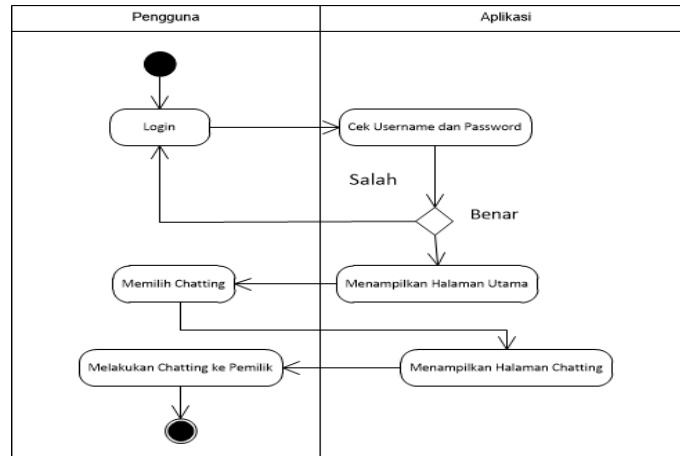 Pengguna
Aplikasi
Login
Cek Username dan Password
Salah
Benar
Memilih Chatting
Menampilkan Halaman Utama
Melakukan Chatting ke Pemilik
Menampilkan Halaman Chatting